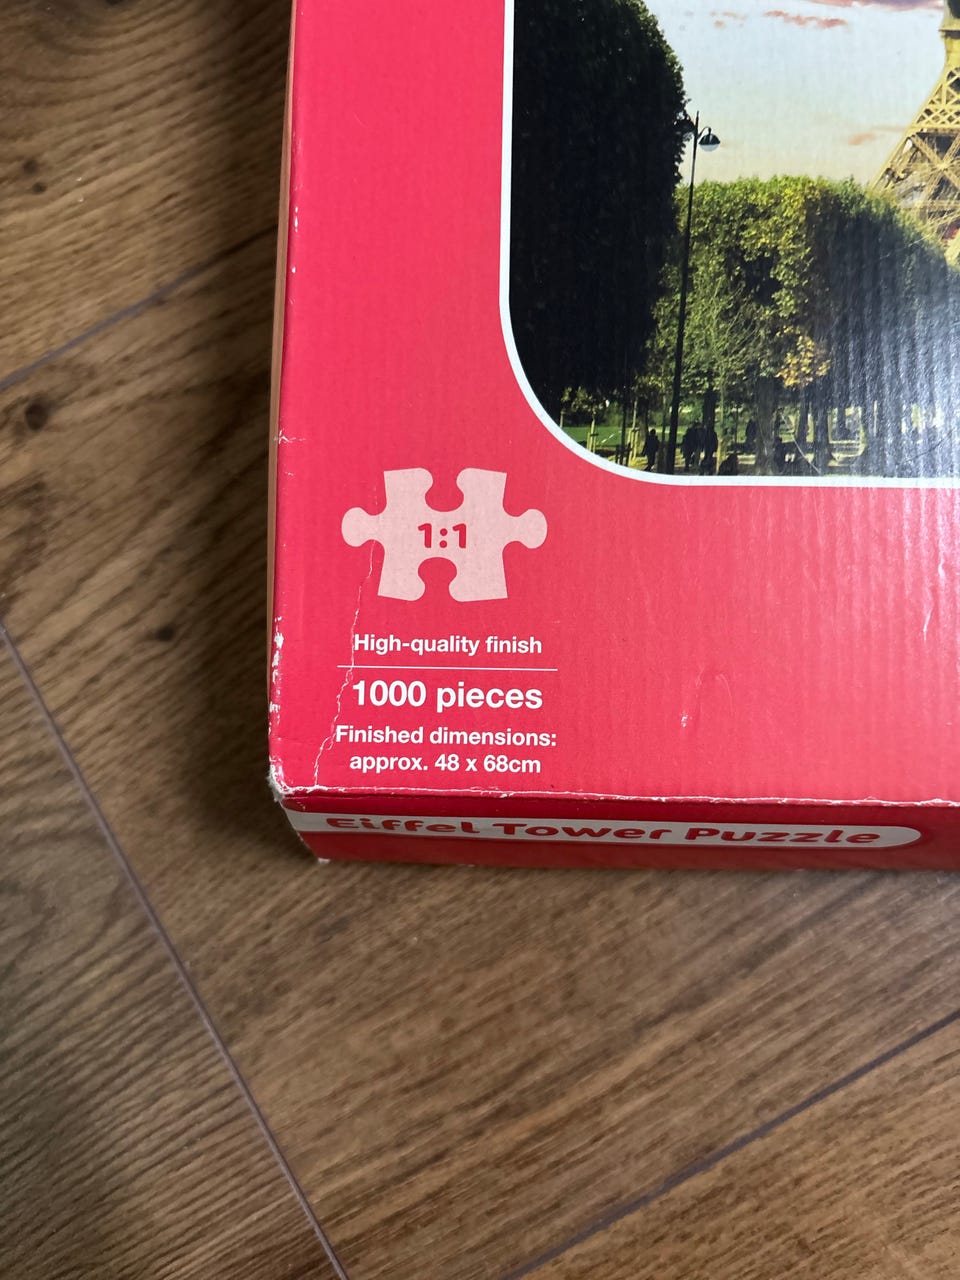 1:1
High-quality finish
1000 pieces
Finished dimensions:
approx. 48 x 68cm
Eiffel Tower Puzzle